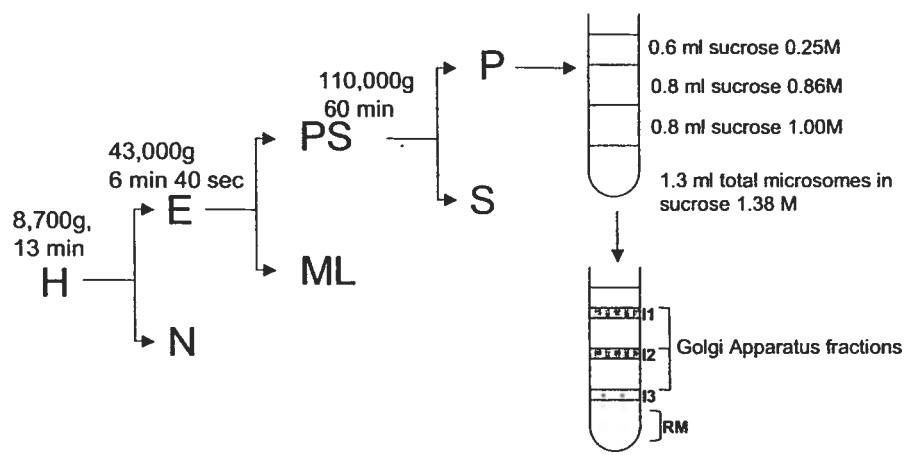 0.6 ml sucrose 0.25M
P
110,000g
60 min
0.8 ml sucrose 0.86M
PS
0.8 ml sucrose 1.00M
43,000g
6 min 40 sec
1.3 ml total microsomes in
sucrose 1.38 M
E
S
8,700g,
13 min
H
ML
N
I1
I2
Golgi Apparatus fractions
I3
RM